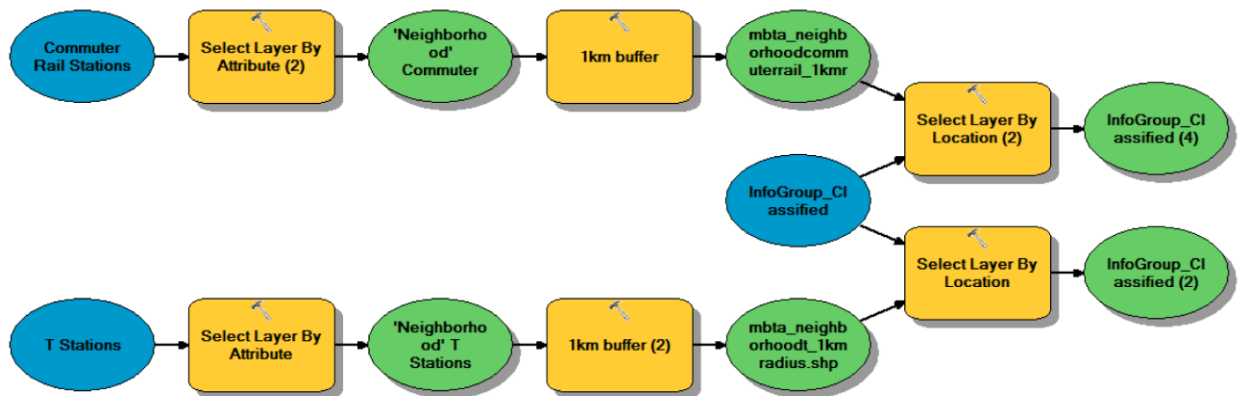 Commuter
Rail Stations
Select Layer By
Attribute (2)
'Neighborho
od'
Commuter
1km buffer
mbta_neighb
orhoodcomm
uterrail_1kmr
Select Layer By
Location (2)
InfoGroup_Cl
assified (4)
InfoGroup_Cl
assified
Select Layer By
Location
InfoGroup_Cl
assified (2)
T Stations
Select Layer By
Attribute
'Neighborho
od' T
Stations
1km buffer (2)
mbta_neighb
orhoodt_1km
radius.shp